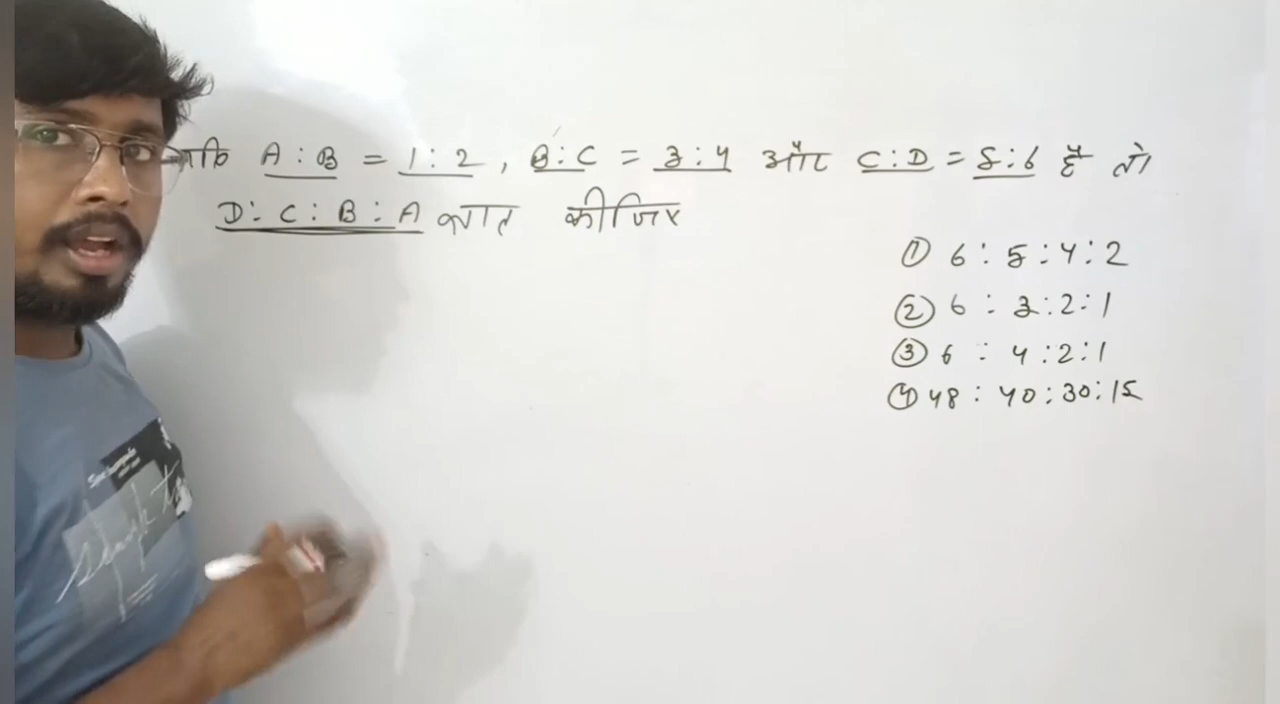 यदि A : B = 1 : 2 , B : C = 3 : 4 और C : D = 5 : 6 है तो
D : C : B : A ज्ञात कीजिए
① 6 : 5 : 4 : 2
② 6 : 3 : 2 : 1
③ 6 : 4 : 2 : 1
④ 48 : 40 : 30 : 15